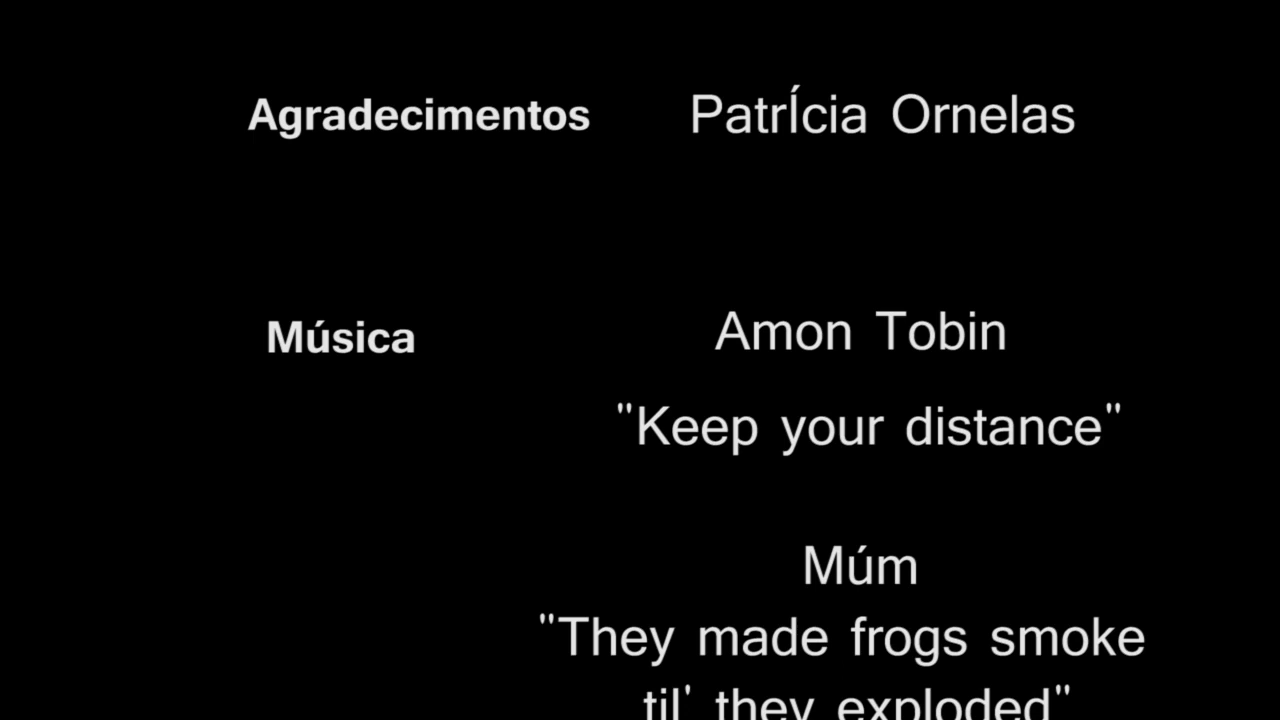 Agradecimentos PatrÍcia Ornelas
Música Amon Tobin
"Keep your distance"
Múm
"They made frogs smoke
til' they exploded"